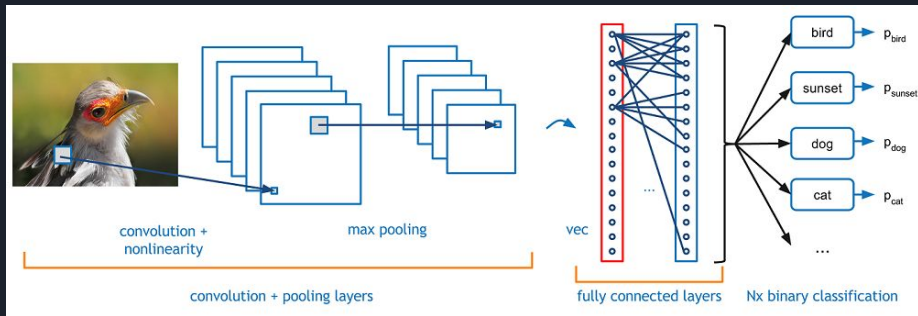 bird
p_bird
sunset
p_sunset
dog
p_dog
cat
p_cat
...
...
convolution +
nonlinearity
max pooling
vec
convolution + pooling layers
fully connected layers
Nx binary classification